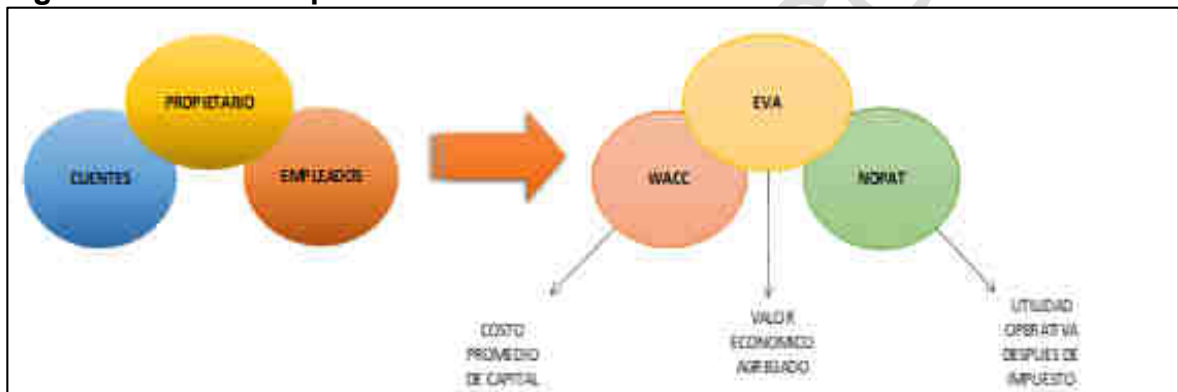 PROPIETARIO
CLIENTES
EMPLEADOS
EVA
WACC
NOPAT
COSTO
PROMEDIO
DE CAPITAL
VALOR
ECONOMICO
AGREGADO
UTILIDAD
OPERATIVA
DESPUES DE
IMPUESTO